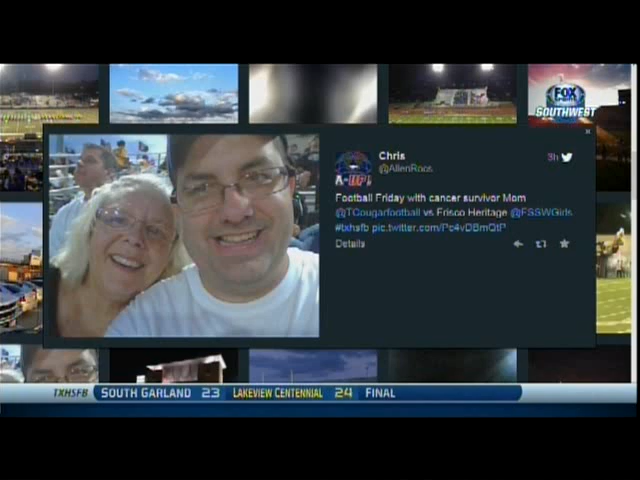 FOX
SPORTS
SOUTHWEST
Chris
3h
@AllenRoos
A-UP!
Football Friday with cancer survivor Mom
@TCougarfootball vs Frisco Heritage @FSSWGirls
#txhsfb pic.twitter.com/Pc4vDBmQtP
Details
TXHSFB SOUTH GARLAND 23 LAKEVIEW CENTENNIAL 24 FINAL